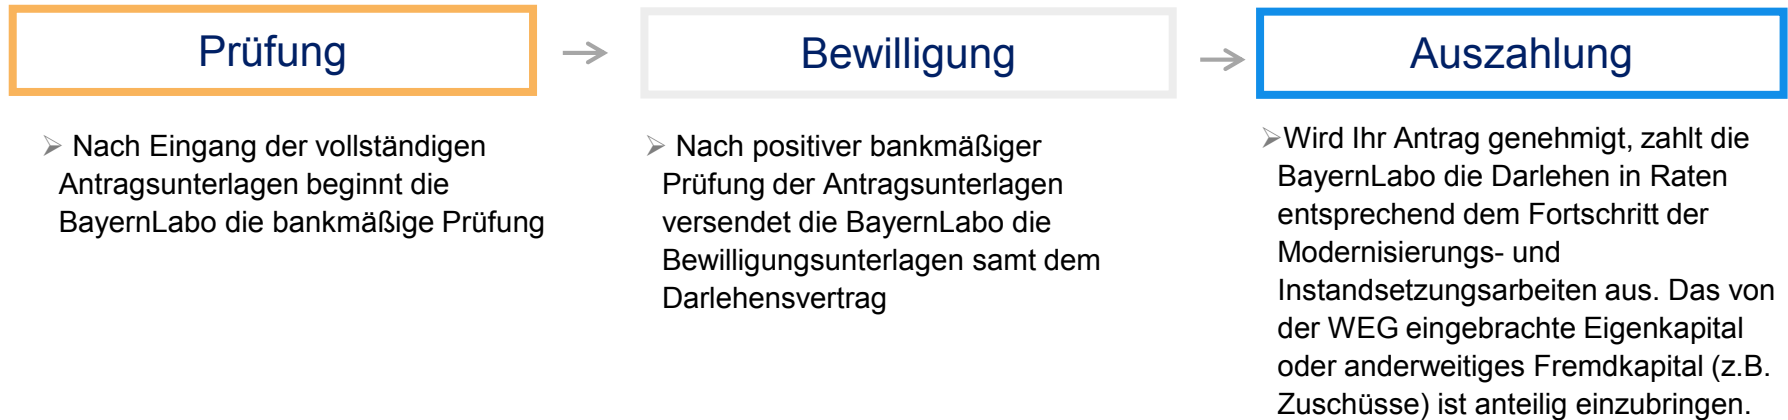 Prüfung
→
Bewilligung
→
Auszahlung
➢ Nach Eingang der vollständigen
Antragsunterlagen beginnt die
BayernLabo die bankmäßige Prüfung
➢ Nach positiver bankmäßiger
Prüfung der Antragsunterlagen
versendet die BayernLabo die
Bewilligungsunterlagen samt dem
Darlehensvertrag
➢Wird Ihr Antrag genehmigt, zahlt die
BayernLabo die Darlehen in Raten
entsprechend dem Fortschritt der
Modernisierungs- und
Instandsetzungsarbeiten aus. Das von
der WEG eingebrachte Eigenkapital
oder anderweitiges Fremdkapital (z.B.
Zuschüsse) ist anteilig einzubringen.